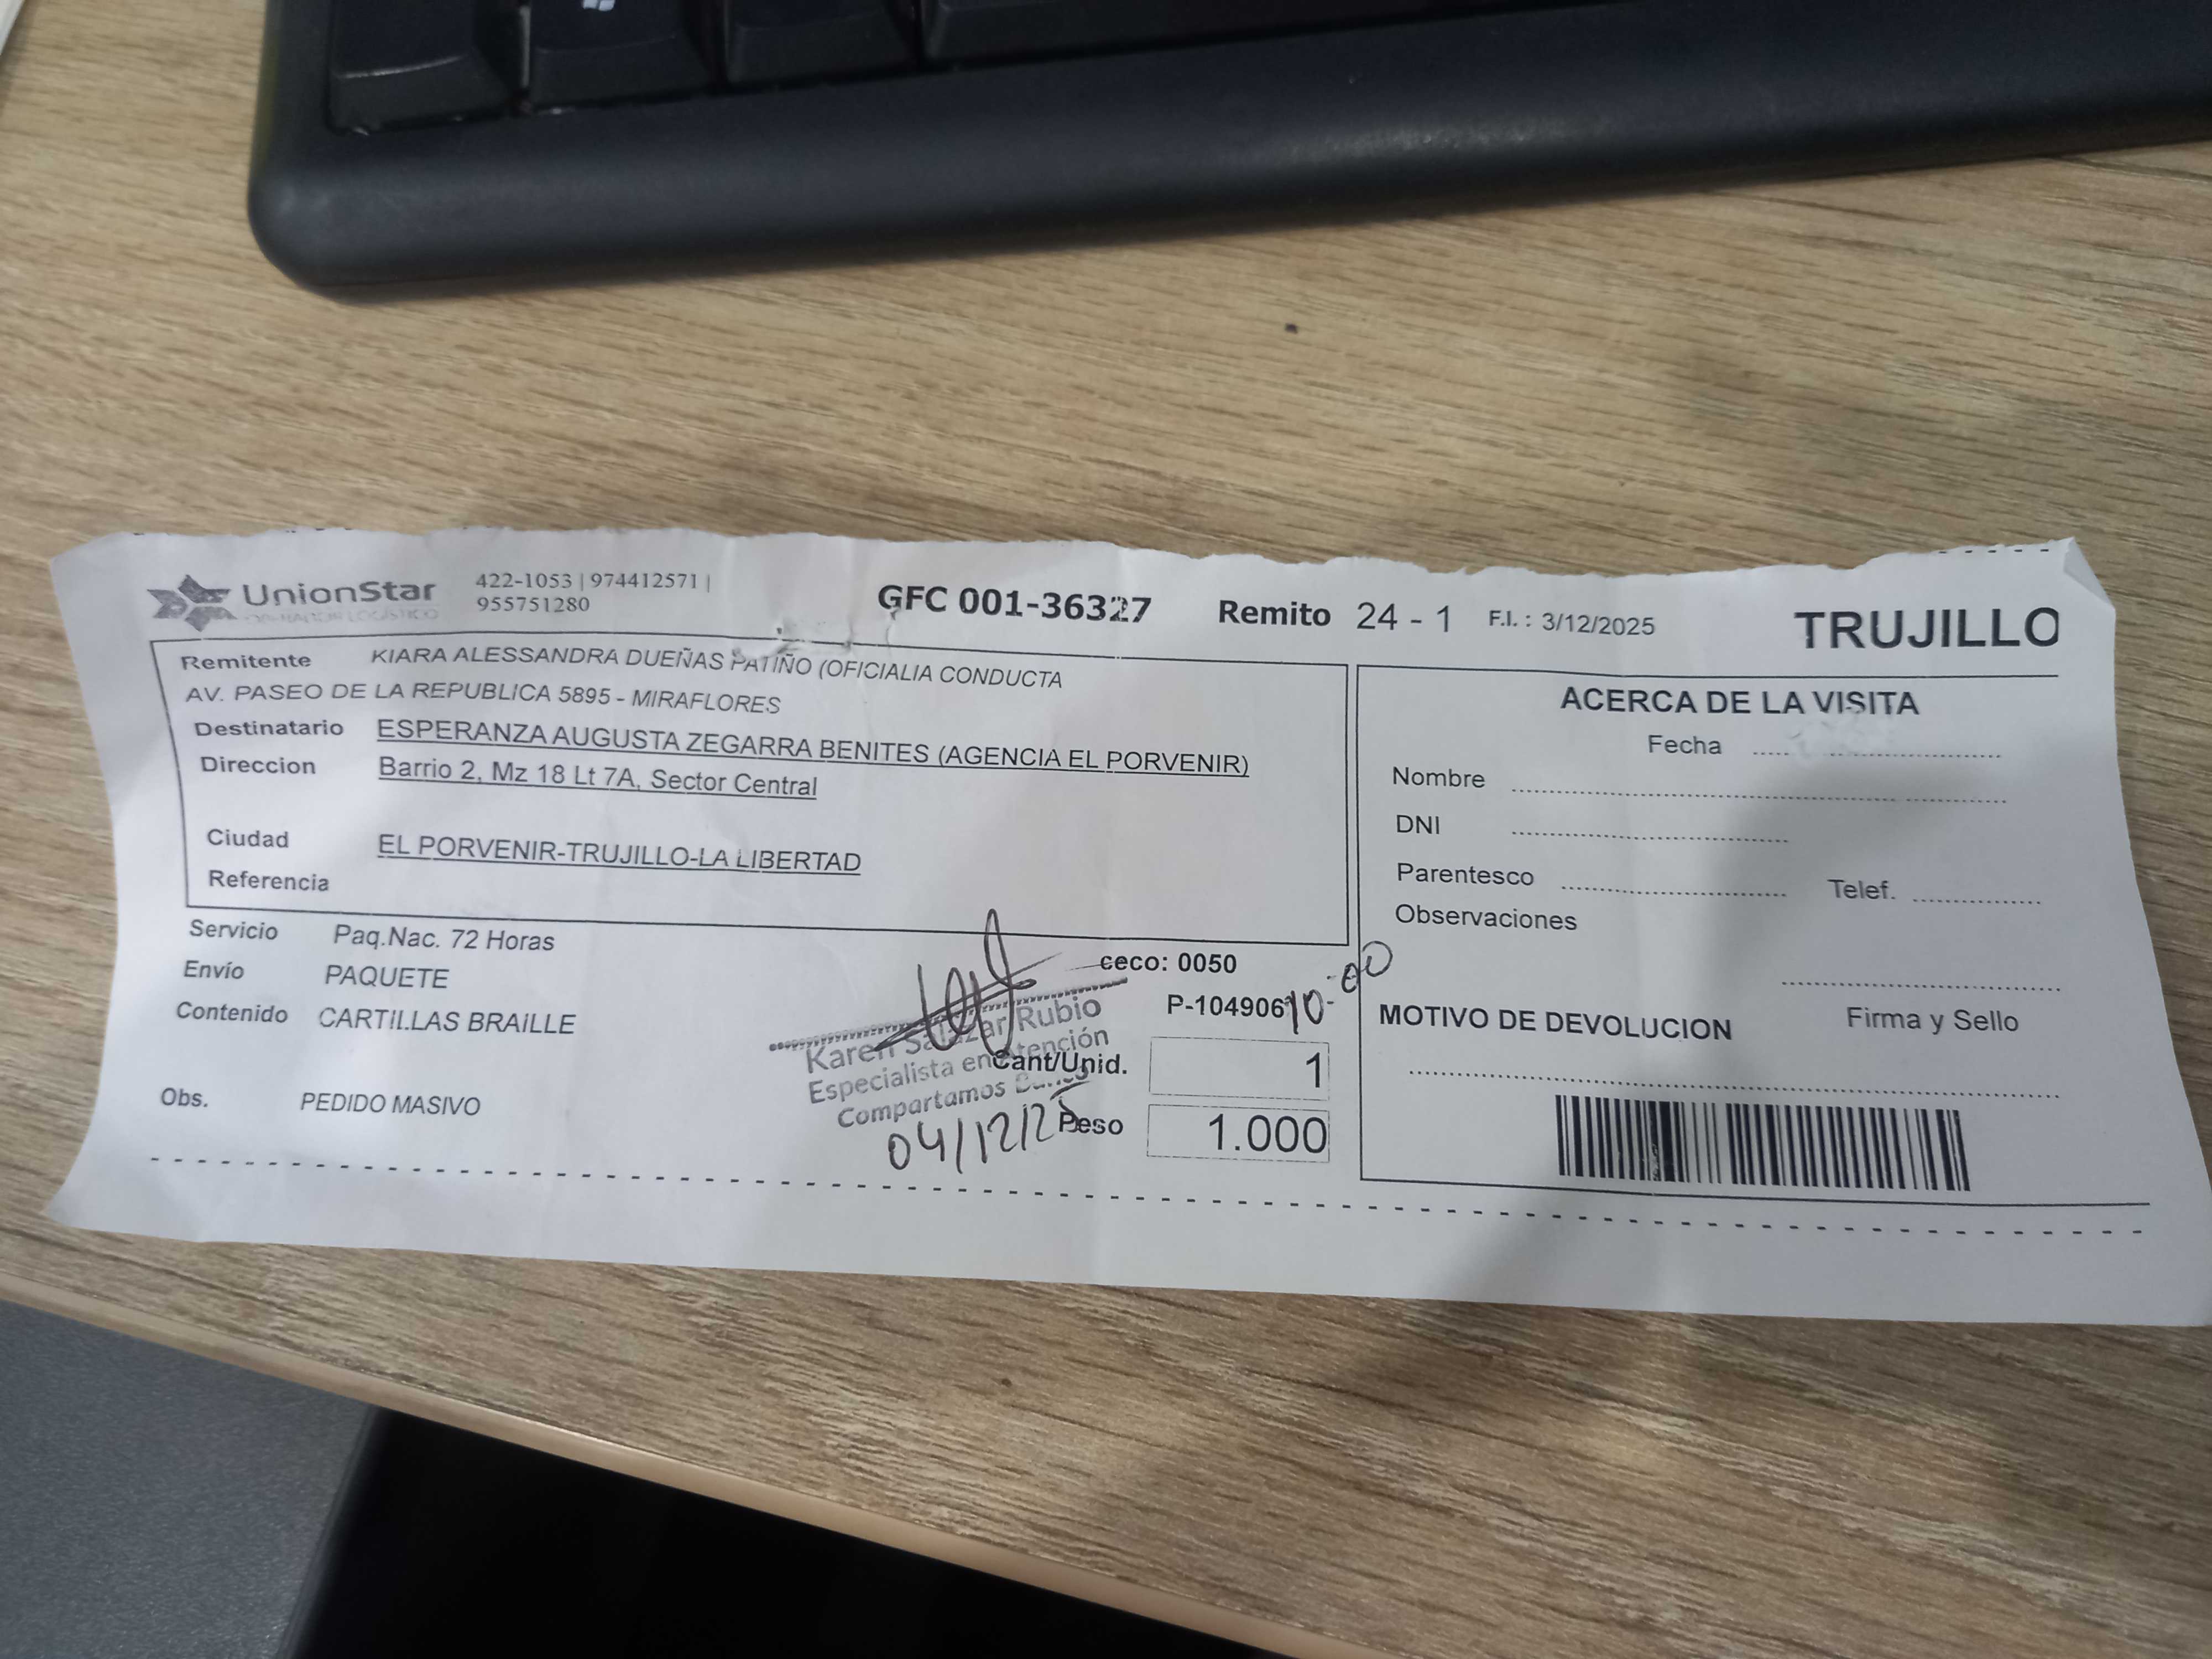 UnionStar
OPERADOR LOGÍSTICO
422-1053 | 974412571 |
955751280
GFC 001-36327
Remito 24 - 1
F.I. : 3/12/2025
TRUJILLO
Remitente KIARA ALESSANDRA DUEÑAS PATIÑO (OFICIALIA CONDUCTA
AV. PASEO DE LA REPUBLICA 5895 - MIRAFLORES
Destinatario ESPERANZA AUGUSTA ZEGARRA BENITES (AGENCIA EL PORVENIR)
Direccion Barrio 2, Mz 18 Lt 7A, Sector Central
Ciudad EL PORVENIR-TRUJILLO-LA LIBERTAD
Referencia
Servicio Paq.Nac. 72 Horas
Envío PAQUETE
Contenido CARTILLAS BRAILLE
Obs. PEDIDO MASIVO
ceco: 0050
P-104906
10:00
Karen Salazar Rubio
Especialista en Atención
Compartamos Banco
04/12/25
Cant/Unid. 1
Peso 1.000
ACERCA DE LA VISITA
Fecha
Nombre
DNI
Parentesco Telef.
Observaciones
Firma y Sello
MOTIVO DE DEVOLUCION